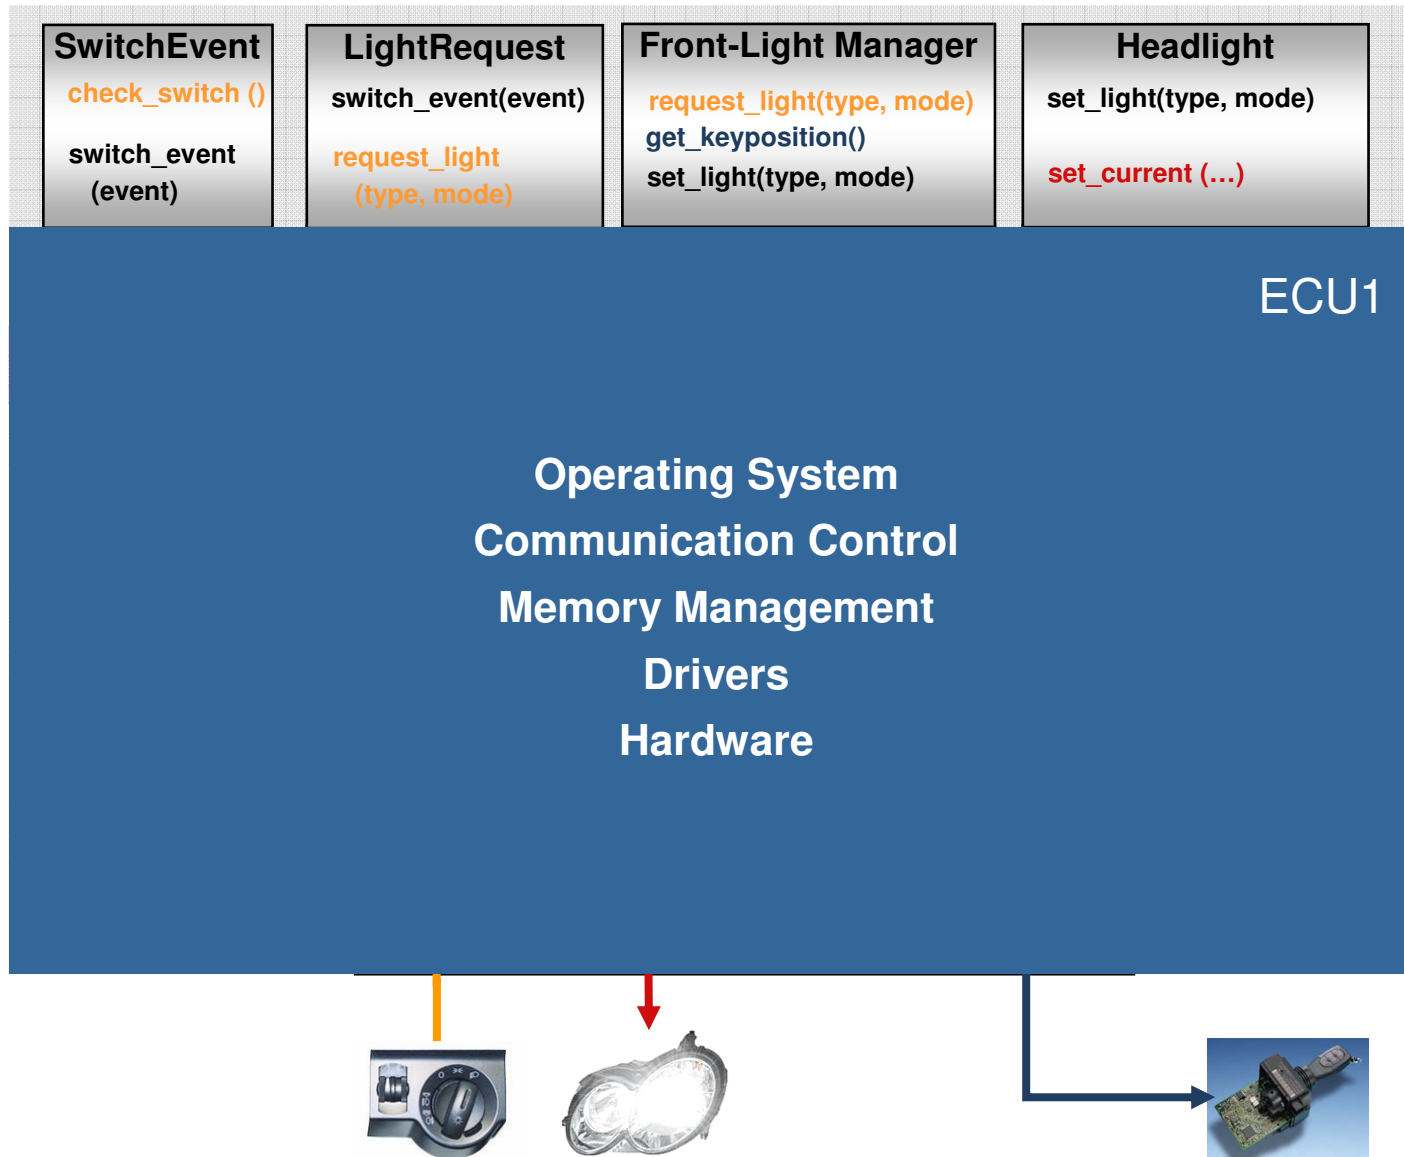 SwitchEvent
check_switch ()
switch_event
(event)
LightRequest
switch_event(event)
request_light
(type, mode)
Front-Light Manager
request_light(type, mode)
get_keyposition()
set_light(type, mode)
Headlight
set_light(type, mode)
set_current (…)
ECU1
Operating System
Communication Control
Memory Management
Drivers
Hardware